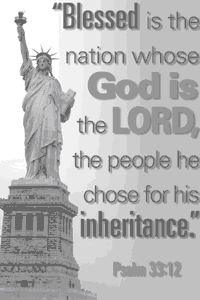 "Blessed is the
nation whose
God is
the LORD,
the people he
chose for his
inheritance."
Psalm 33:12